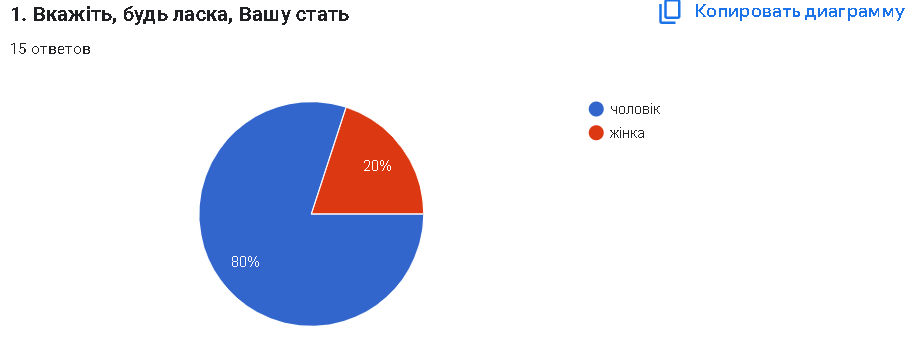 1. Вкажіть, будь ласка, Вашу стать
Копировать диаграмму
15 ответов
чоловік
жінка
20%
80%